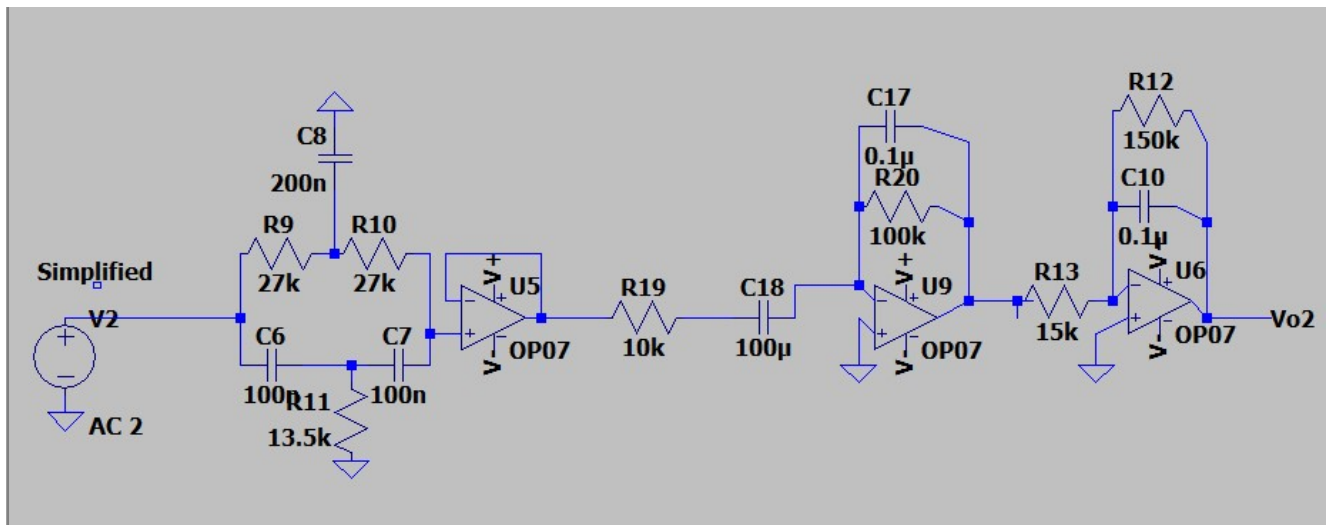 Simplified
V2
AC 2
C8
200n
R9
27k
R10
27k
C6
100n
C7
100n
R11
13.5k
V+
U5
V-
OP07
R19
10k
C18
100µ
C17
0.1µ
R20
100k
V+
U9
V-
OP07
R13
15k
R12
150k
C10
0.1µ
V+
U6
V-
OP07
Vo2